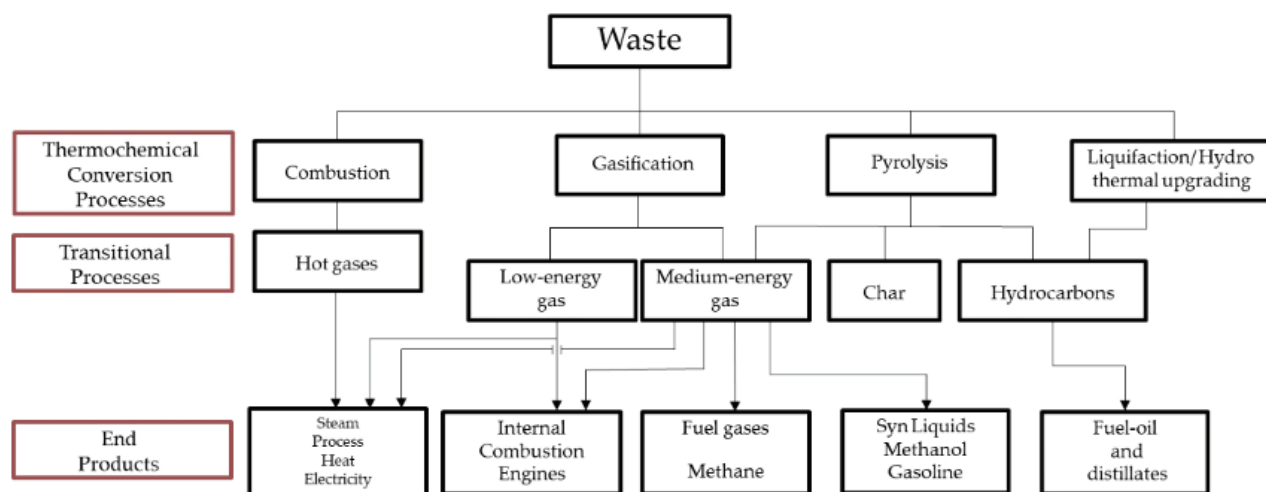 Waste
Thermochemical
Conversion
Processes
Combustion
Gasification
Pyrolysis
Liquifaction/Hydro
thermal upgrading
Transitional
Processes
Hot gases
Low-energy
gas
Medium-energy
gas
Char
Hydrocarbons
End
Products
Steam
Process
Heat
Electricity
Internal
Combustion
Engines
Fuel gases
Methane
Syn Liquids
Methanol
Gasoline
Fuel-oil
and
distillates